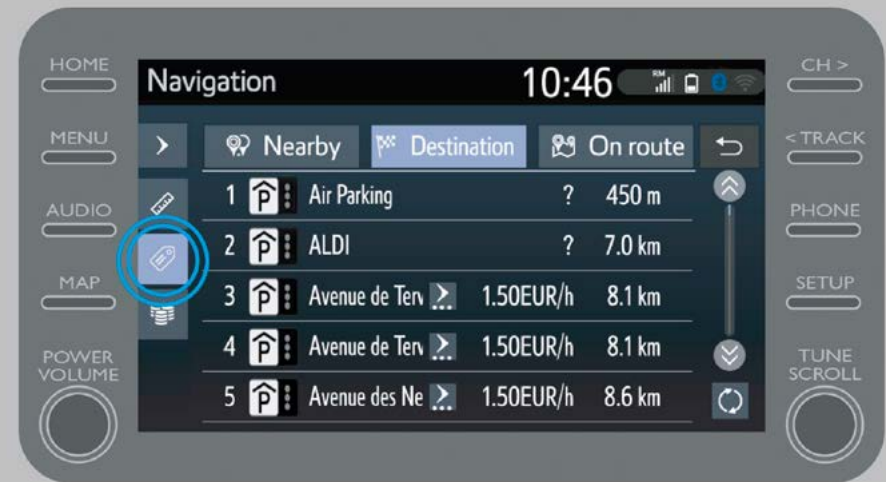 HOME
MENU
AUDIO
MAP
POWER
VOLUME
Navigation 10:46 RM
Nearby Destination On route
1 P Air Parking ? 450 m
2 P ALDI ? 7.0 km
3 P Avenue de Terv 1.50EUR/h 8.1 km
4 P Avenue de Terv 1.50EUR/h 8.1 km
5 P Avenue des Ne 1.50EUR/h 8.6 km
CH >
< TRACK
PHONE
SETUP
TUNE
SCROLL